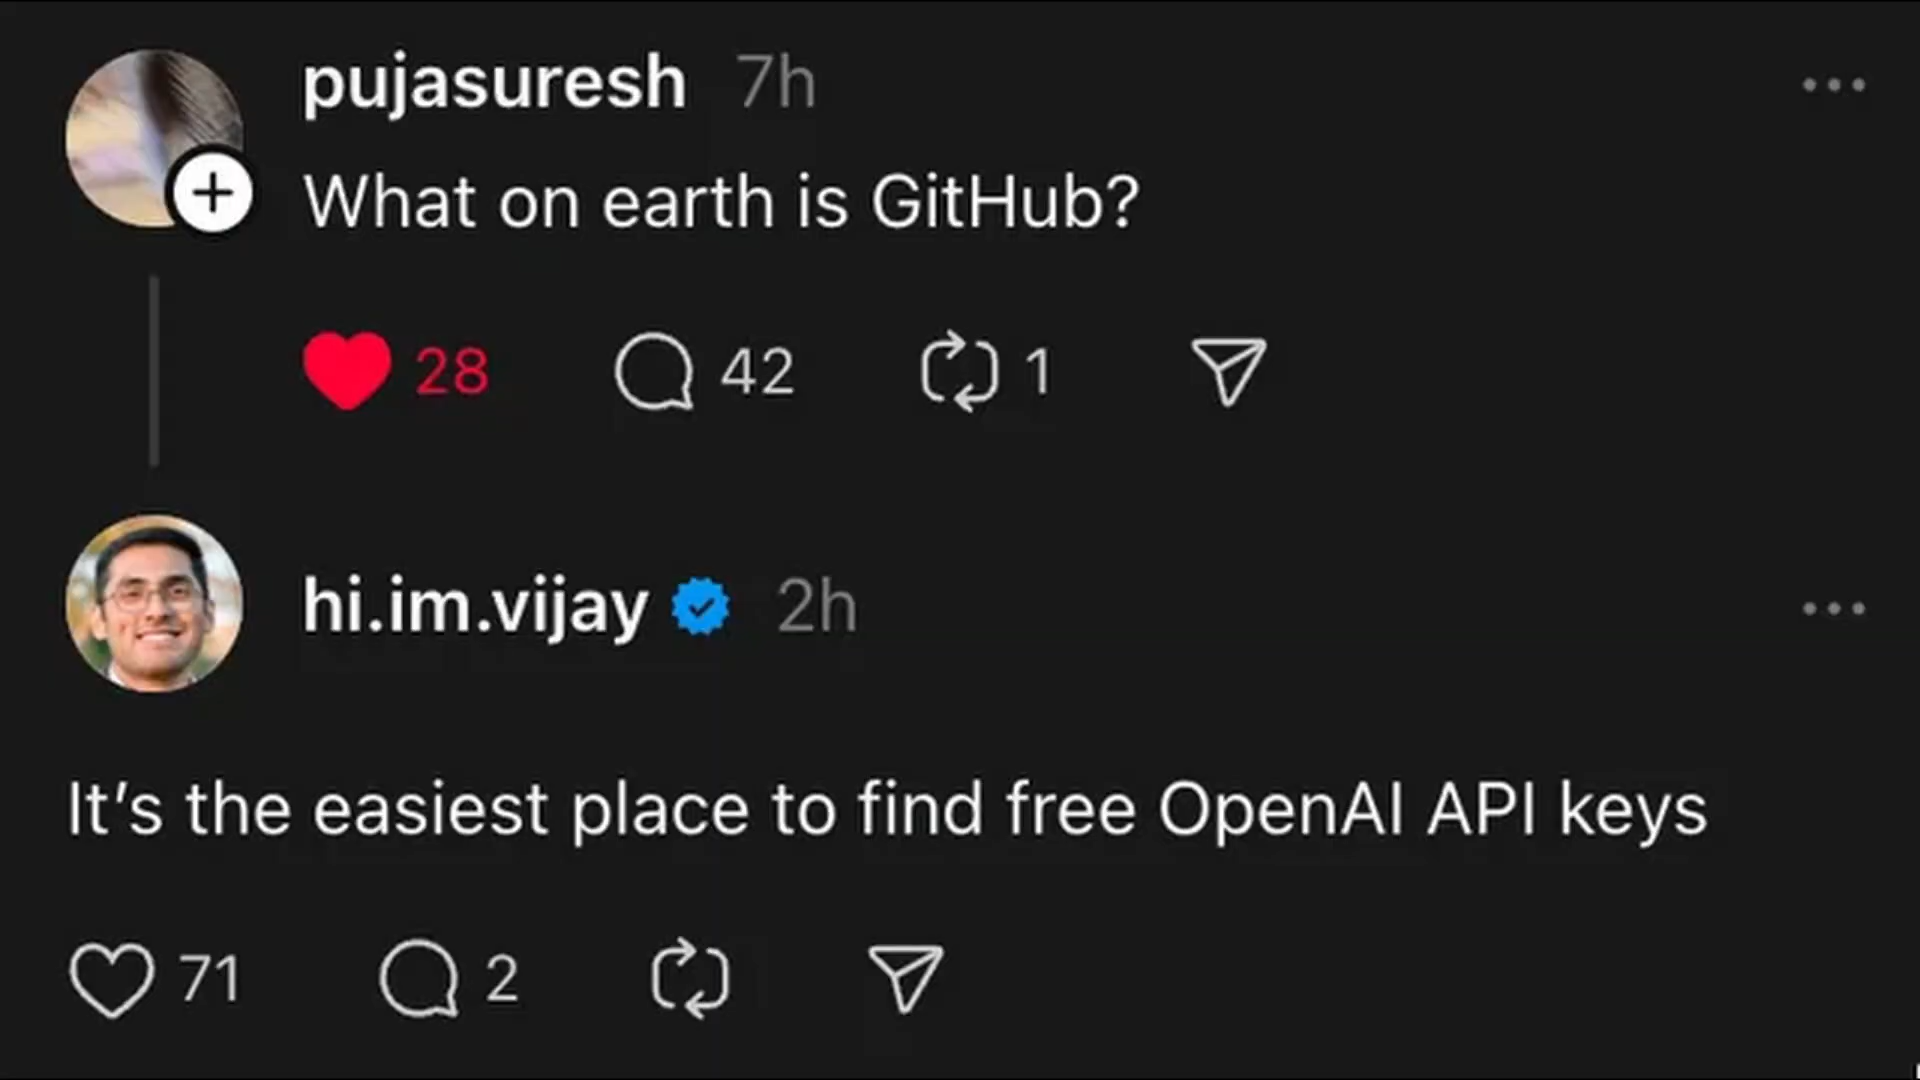 pujasuresh 7h
What on earth is GitHub?
28 42 1
hi.im.vijay 2h
It’s the easiest place to find free OpenAI API keys
71 2